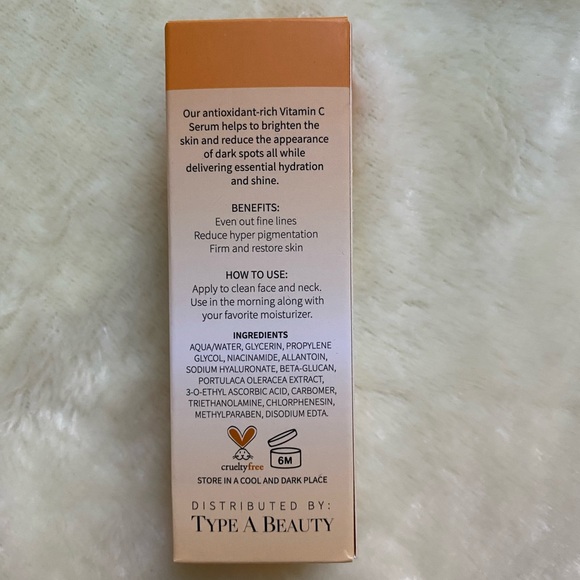 Our antioxidant-rich Vitamin C
Serum helps to brighten the
skin and reduce the appearance
of dark spots all while
delivering essential hydration
and shine.
BENEFITS:
Even out fine lines
Reduce hyper pigmentation
Firm and restore skin
HOW TO USE:
Apply to clean face and neck.
Use in the morning along with
your favorite moisturizer.
INGREDIENTS
AQUA/WATER, GLYCERIN, PROPYLENE
GLYCOL, NIACINAMIDE, ALLANTOIN,
SODIUM HYALURONATE, BETA-GLUCAN,
PORTULACA OLERACEA EXTRACT,
3-O-ETHYL ASCORBIC ACID, CARBOMER,
TRIETHANOLAMINE, CHLORPHENESIN,
METHYLPARABEN, DISODIUM EDTA.
crueltyfree
6M
STORE IN A COOL AND DARK PLACE
DISTRIBUTED BY:
TYPE A BEAUTY